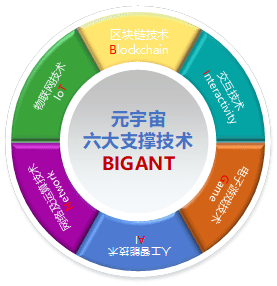 元宇宙
六大支撑技术
BIGANT
区块链技术
Blockchain
交互技术
Interactivity
电子游戏技术
Game
人工智能技术
AI
网络及运算技术
Network
物联网技术
IoT